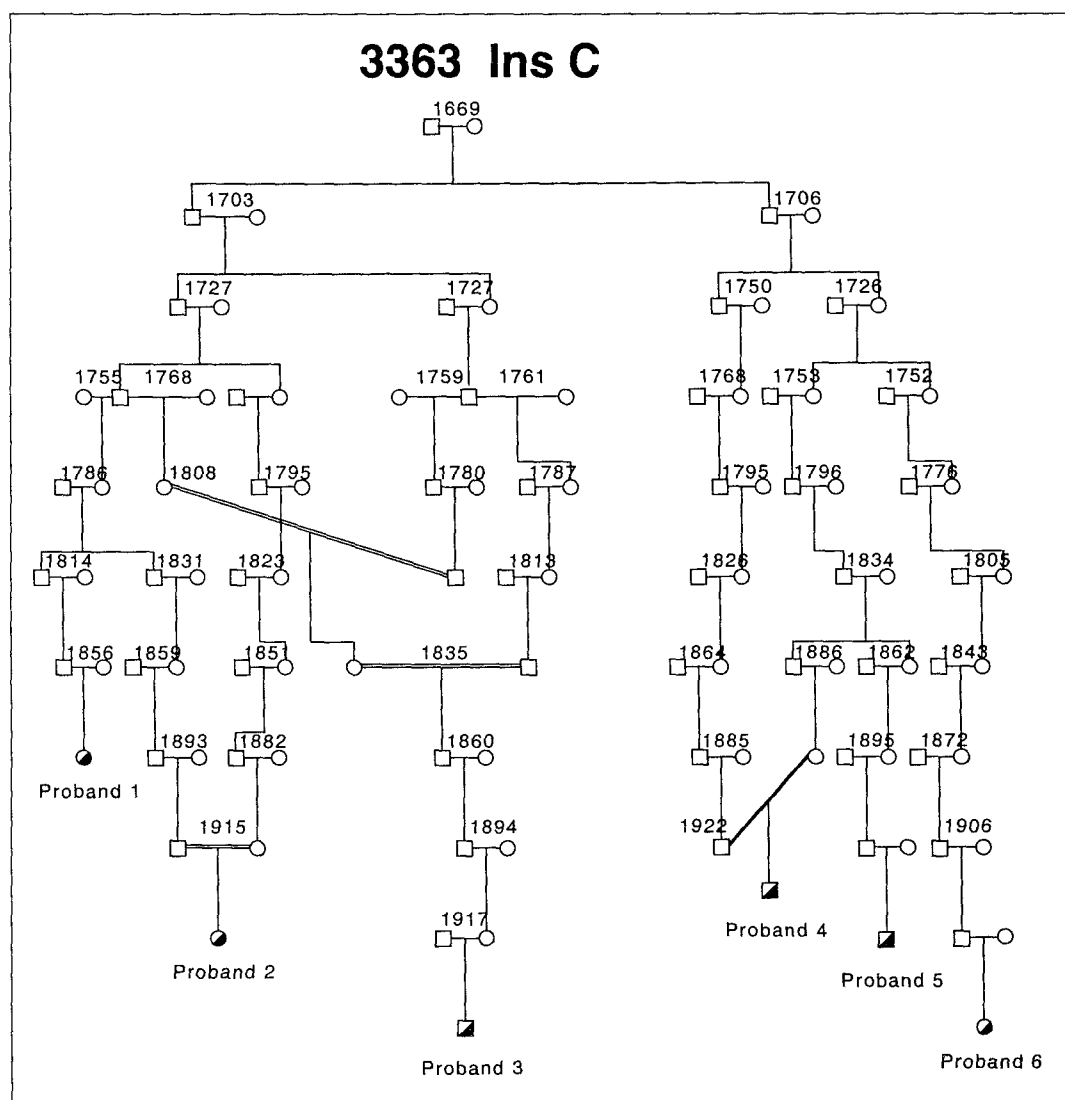 3363 Ins C
1669
1703 1706
1727 1727 1750 1726
1755 1768 1759 1761 1768 1753 1752
1786 1808 1795 1780 1787 1795 1796 1776
1814 1831 1823 1813 1826 1834 1805
1856 1859 1851 1835 1864 1886 1862 1843
1893 1882 1860 1885 1895 1872
Proband 1
1915 1894 1922 1906
1917 Proband 4
Proband 2 Proband 5
Proband 3 Proband 6